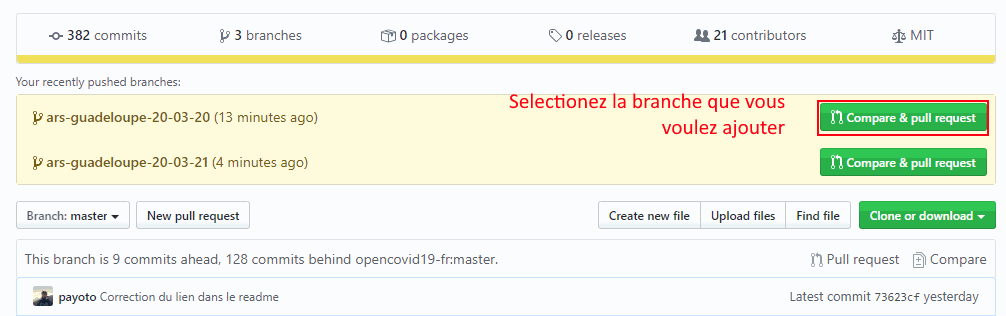 382 commits 3 branches 0 packages 0 releases 21 contributors MIT
Your recently pushed branches:
ars-guadeloupe-20-03-20 (13 minutes ago) Selectionez la branche que vous Compare & pull request
voulez ajouter
ars-guadeloupe-20-03-21 (4 minutes ago) Compare & pull request
Branch: master New pull request Create new file Upload files Find file Clone or download
This branch is 9 commits ahead, 128 commits behind opencovid19-fr:master. Pull request Compare
payoto Correction du lien dans le readme Latest commit 73623cf yesterday